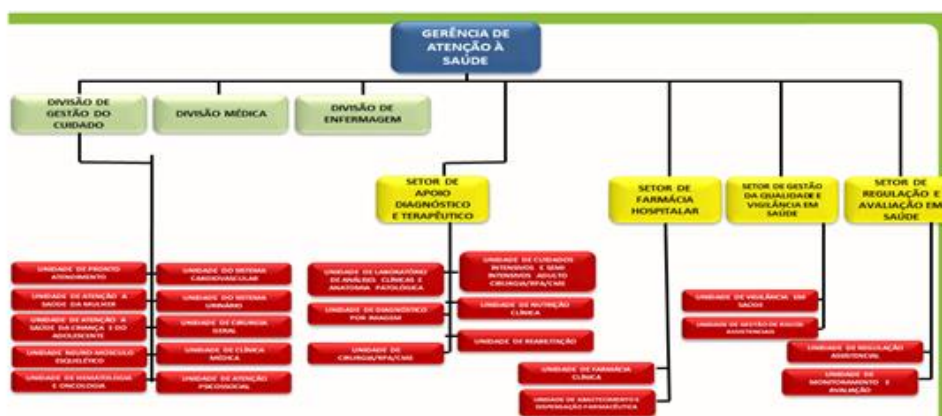 GERÊNCIA DE
ATENÇÃO À
SAÚDE
DIVISÃO DE
GESTÃO DO
CUIDADO
DIVISÃO MÉDICA
DIVISÃO DE
ENFERMAGEM
SETOR DE
APOIO
DIAGNÓSTICO
E TERAPÊUTICO
SETOR DE
FARMÁCIA
HOSPITALAR
SETOR DE GESTÃO
DA QUALIDADE E
VIGILÂNCIA EM
SAÚDE
SETOR DE
REGULAÇÃO E
AVALIAÇÃO EM
SAÚDE
UNIDADE DE PRONTO
ATENDIMENTO
UNIDADE DO SISTEMA
CARDIOVASCULAR
UNIDADE DE ATENÇÃO A
SAÚDE DA MULHER
UNIDADE DO SISTEMA
URINÁRIO
UNIDADE DE ATENÇÃO A
SAÚDE DA CRIANÇA E DO
ADOLESCENTE
UNIDADE DE CIRURGIA
GERAL
UNIDADE NEURO MUSCULO
ESQUELÉTICO
UNIDADE DE CLÍNICA
MÉDICA
UNIDADE DE HEMATOLOGIA
E ONCOLOGIA
UNIDADE DE ATENÇÃO
PSICOSSOCIAL
UNIDADE DE LABORATÓRIO
DE ANÁLISES CLÍNICAS E
ANATOMIA PATOLÓGICA
UNIDADE DE CUIDADOS
INTENSIVOS E SEMI
INTENSIVOS ADULTO
CIRURGIA/RPA/CME
UNIDADE DE DIAGNÓSTICO
POR IMAGEM
UNIDADE DE NUTRIÇÃO
CLÍNICA
UNIDADE DE
CIRURGIA/RPA/CME
UNIDADE DE REABILITAÇÃO
UNIDADE DE FARMÁCIA
CLÍNICA
UNIDADE DE ABASTECIMENTO E
DISPENSAÇÃO FARMACÊUTICA
UNIDADE DE VIGILÂNCIA EM
SAÚDE
UNIDADE DE GESTÃO DE RISCOS
ASSISTENCIAIS
UNIDADE DE REGULAÇÃO
ASSISTENCIAL
UNIDADE DE
MONITORAMENTO E
AVALIAÇÃO